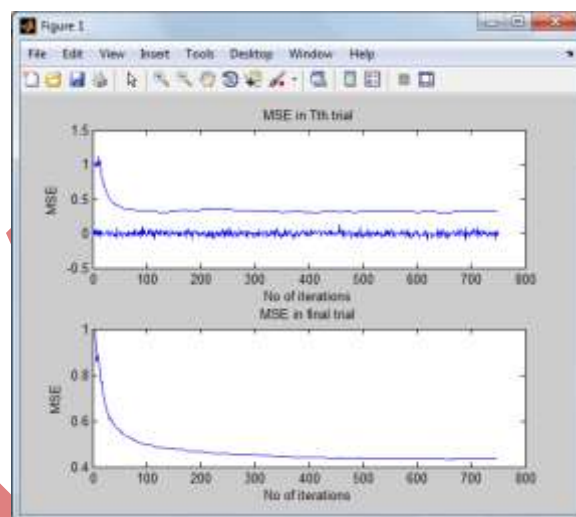 Figure 1
File Edit View Insert Tools Desktop Window Help
MSE in Tth trial
MSE
1.5
1
0.5
0
-0.5
0 100 200 300 400 500 600 700 800
No of iterations
MSE in final trial
MSE
1
0.8
0.6
0.4
0 100 200 300 400 500 600 700 800
No of iterations